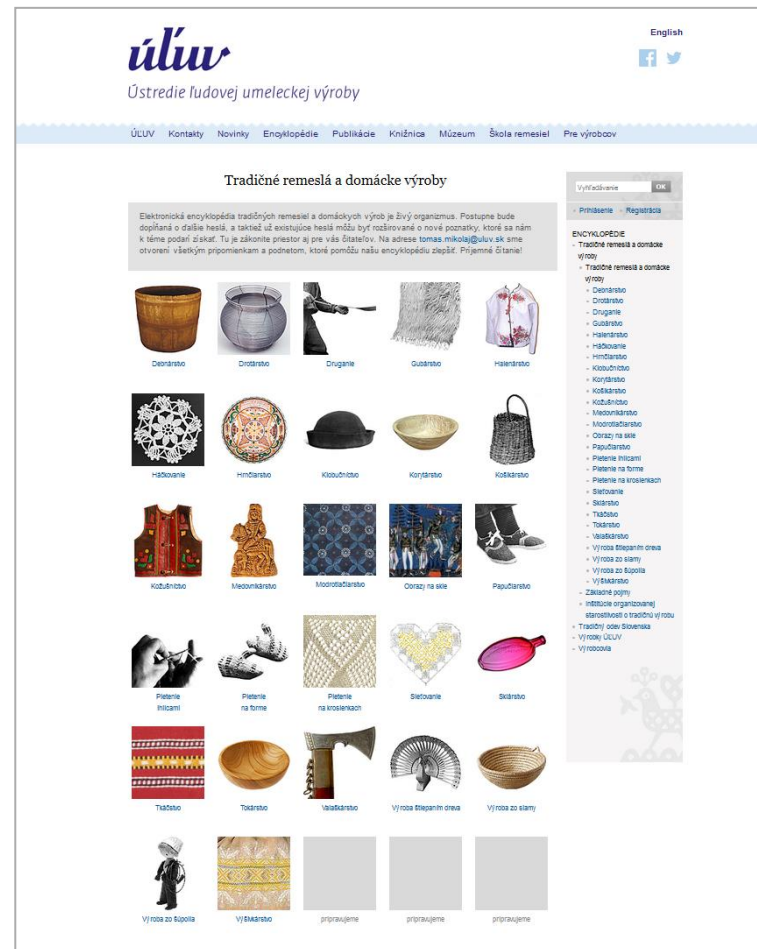 English
úľuv
Ústredie ľudovej umeleckej výroby
ÚĽUV Kontakty Novinky Encyklopédie Publikácie Knižnica Múzeum Škola remesiel Pre výrobcov
Tradičné remeslá a domácke výroby
Elektronická encyklopédia tradičných remesiel a domáckych výrob je živý organizmus. Postupne bude
dopĺňaná o ďalšie heslá, a taktiež už existujúce heslá môžu byť rozširované o nové poznatky, ktoré sa nám
k téme podarí získať. Tu je zákonite priestor aj pre vás čitateľov. Na adrese tomas.mikolaj@uluv.sk sme
otvorení všetkým pripomienkam a podnetom, ktoré pomôžu našu encyklopédiu zlepšiť. Príjemné čítanie!
Debnárstvo Drotárstvo Druganie Gubárstvo Halenárstvo
Háčkovanie Hrnčiarstvo Klobučníctvo Korytárstvo Košikárstvo
Kožušníctvo Medovnikárstvo Modrotlačiarstvo Obrazy na skle Papučiarstvo
Pletenie
ihlicami
Pletenie
na forme
Pletenie
na krosienkach
Sieťovanie
Sklárstvo
Tkáčstvo Tokárstvo Valaškárstvo Výroba štiepaním dreva Výroba zo slamy
Výroba zo šúpolia Výšivkárstvo pripravujeme pripravujeme pripravujeme
Vyhľadávanie OK
Prihlásenie Registrácia
ENCYKLOPÉDIE
Tradičné remeslá a domácke
výroby
Tradičné remeslá a domácke
výroby
Debnárstvo
Drotárstvo
Druganie
Gubárstvo
Halenárstvo
Háčkovanie
Hrnčiarstvo
Klobučníctvo
Korytárstvo
Košikárstvo
Kožušníctvo
Medovnikárstvo
Modrotlačiarstvo
Obrazy na skle
Papučiarstvo
Pletenie ihlicami
Pletenie na forme
Pletenie na krosienkach
Sieťovanie
Sklárstvo
Tkáčstvo
Tokárstvo
Valaškárstvo
Výroba štiepaním dreva
Výroba zo slamy
Výroba zo šúpolia
Výšivkárstvo
Základné pojmy
Inštitúcie organizovanej
starostlivosti o tradičnú výrobu
Tradičný odev Slovenska
Výrobky ÚĽUV
Výrobcovia